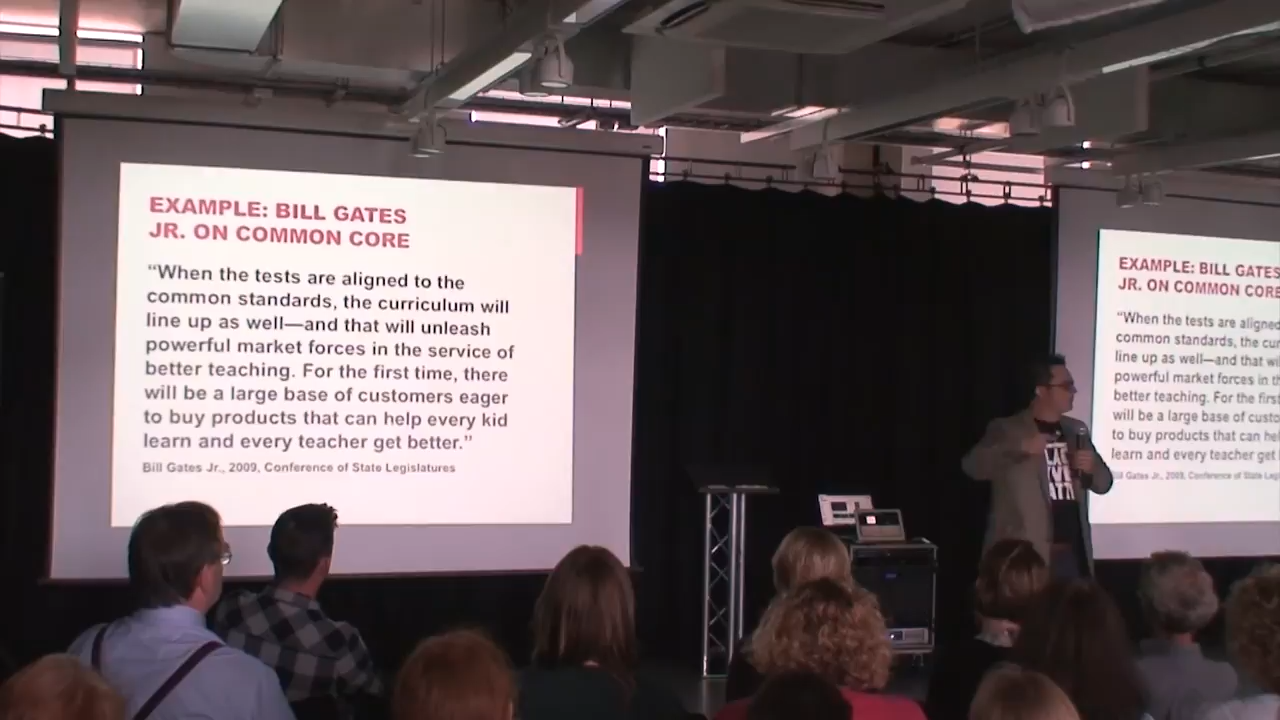 EXAMPLE: BILL GATES
JR. ON COMMON CORE
“When the tests are aligned to the
common standards, the curriculum will
line up as well—and that will unleash
powerful market forces in the service of
better teaching. For the first time, there
will be a large base of customers eager
to buy products that can help every kid
learn and every teacher get better.”
Bill Gates Jr., 2009, Conference of State Legislatures
EXAMPLE: BILL GATES
JR. ON COMMON CORE
“When the tests are aligned
common standards, the
line up as well—and that
powerful market forces in
better teaching. For the first
will be a large base of
to buy products that can
learn and every teacher get
Bill Gates Jr., 2009, Conference of State